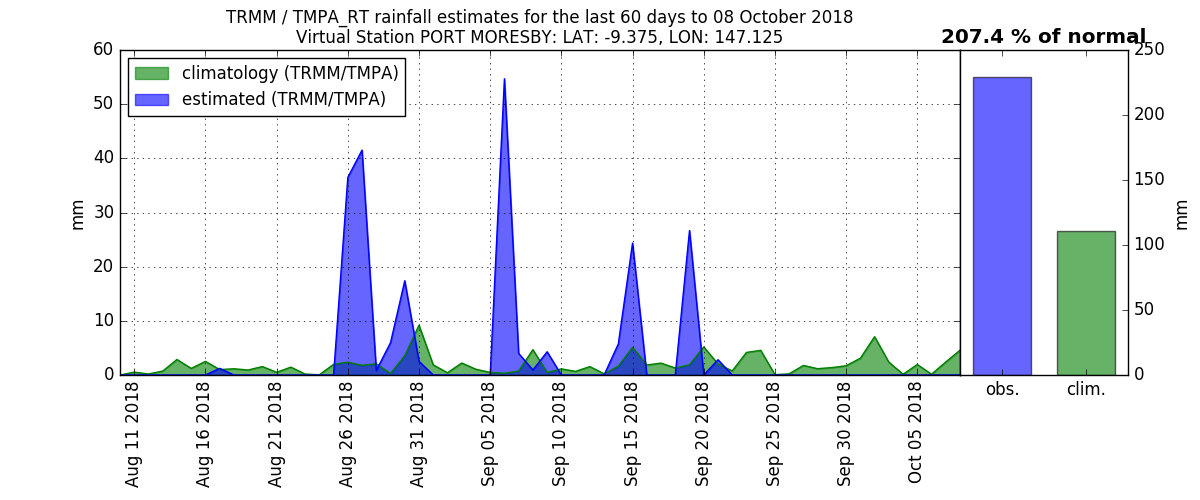 TRMM / TMPA_RT rainfall estimates for the last 60 days to 08 October 2018
Virtual Station PORT MORESBY: LAT: -9.375, LON: 147.125
207.4 % of normal
climatology (TRMM/TMPA)
estimated (TRMM/TMPA)
60
50
40
30
20
10
0
mm
Aug 11 2018
Aug 16 2018
Aug 21 2018
Aug 26 2018
Aug 31 2018
Sep 05 2018
Sep 10 2018
Sep 15 2018
Sep 20 2018
Sep 25 2018
Sep 30 2018
Oct 05 2018
obs.
clim.
250
200
150
100
50
0
mm